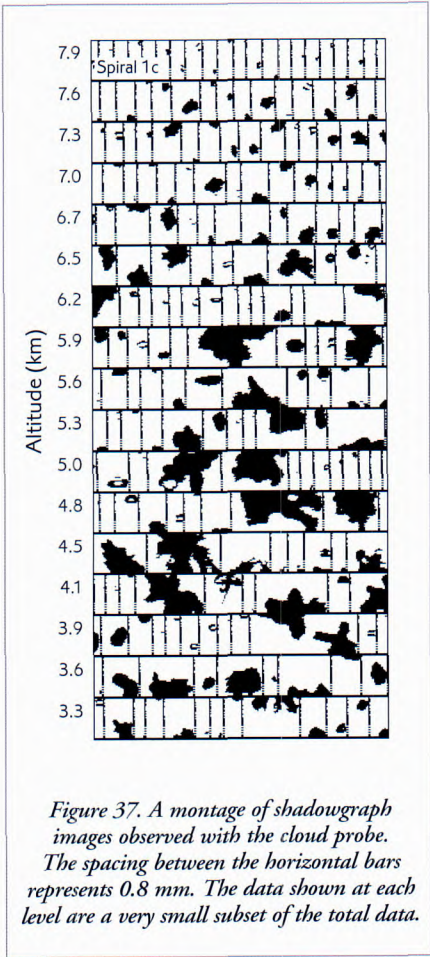 7.9
Spiral 1c
7.6
7.3
7.0
6.7
6.5
6.2
5.9
5.6
5.3
5.0
4.8
4.5
4.1
3.9
3.6
3.3
Altitude (km)
Figure 37. A montage of shadowgraph
images observed with the cloud probe.
The spacing between the horizontal bars
represents 0.8 mm. The data shown at each
level are a very small subset of the total data.